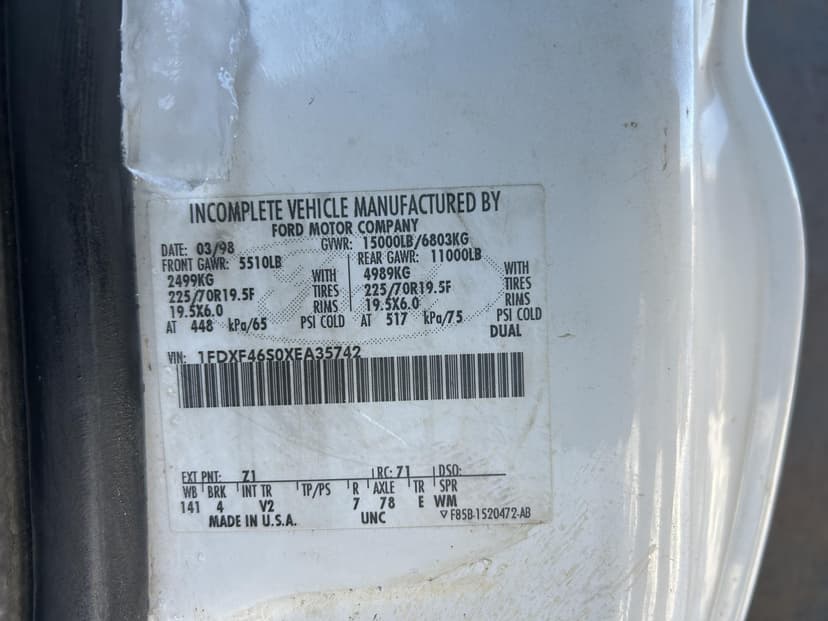 INCOMPLETE VEHICLE MANUFACTURED BY
FORD MOTOR COMPANY
DATE: 03/98 GVWR: 15000LB/6803KG
FRONT GAWR: 5510LB REAR GAWR: 11000LB
2499KG WITH 4989KG WITH
225/70R19.5F TIRES 225/70R19.5F TIRES
19.5X6.0 RIMS 19.5X6.0 RIMS
AT 448 kPa/65 PSI COLD AT 517 kPa/75 PSI COLD
DUAL
VIN: 1FDXF46S0XEA35742
EXT PNT: Z1 RC: 71 DSO:
WB BRK INT TR TP/PS R AXLE TR SPR
141 4 V2 7 78 E WM
MADE IN U.S.A. UNC ▽ F85B-1520472-AB